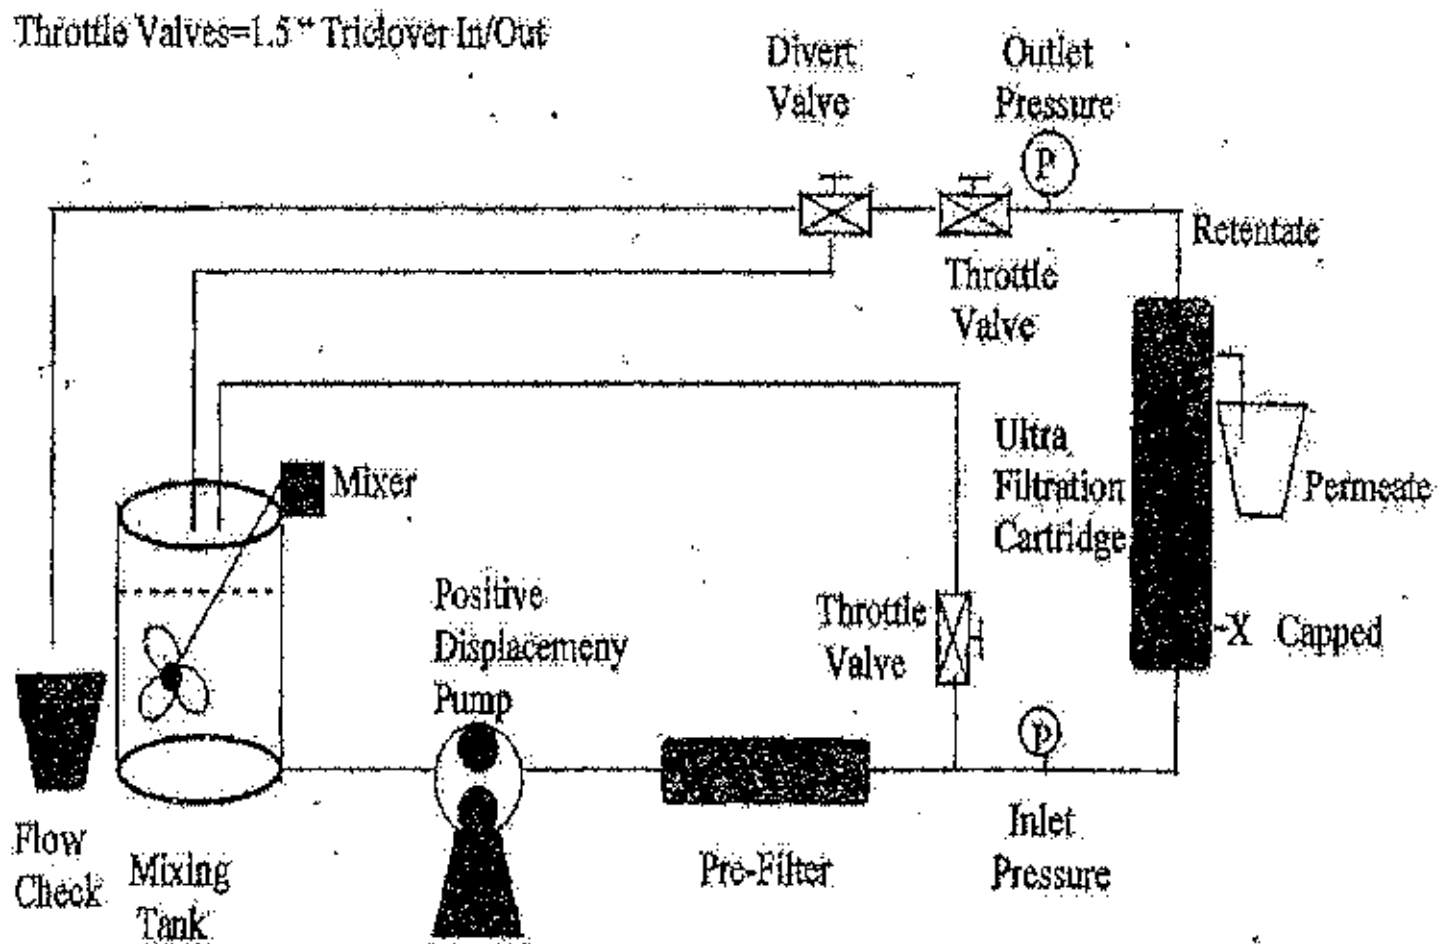 Throttle Valves=1.5 " Triclover In/Out
Divert
Valve
Outlet
Pressure
P
Retentate
Throttle
Valve
Ultra
Filtration
Cartridge
Permeate
Mixer
Positive
Displacemeny
Pump
Throttle
Valve
-X Capped
P
Inlet
Pressure
Pre-Filter
Flow
Check
Mixing
Tank